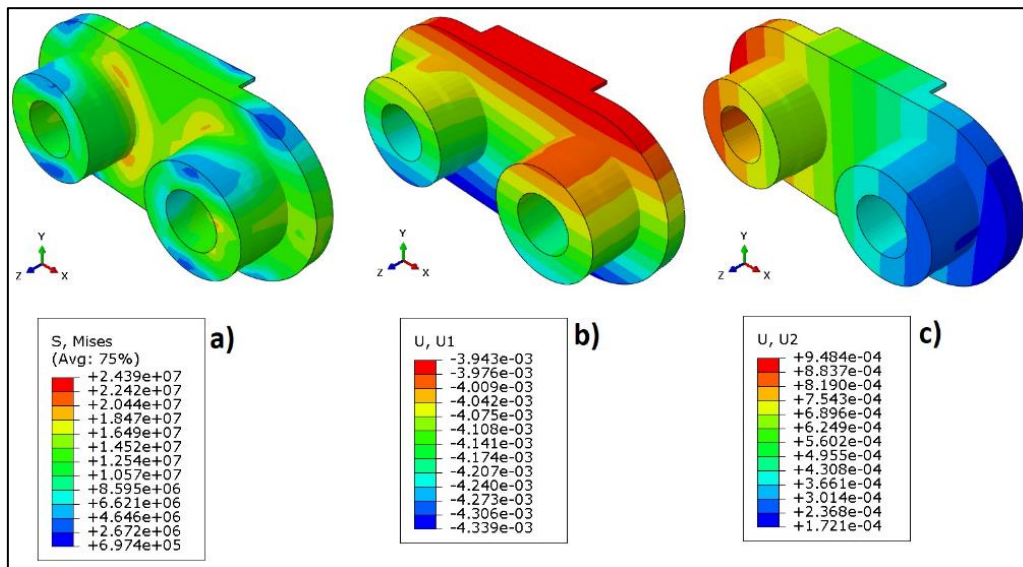 Y
Z
X
Y
Z
X
Y
Z
X
a)
S, Mises
(Avg: 75%)
+2.439e+07
+2.242e+07
+2.044e+07
+1.847e+07
+1.649e+07
+1.452e+07
+1.254e+07
+1.057e+07
+8.595e+06
+6.621e+06
+4.646e+06
+2.672e+06
+6.974e+05
b)
U, U1
-3.943e-03
-3.976e-03
-4.009e-03
-4.042e-03
-4.075e-03
-4.108e-03
-4.141e-03
-4.174e-03
-4.207e-03
-4.240e-03
-4.273e-03
-4.306e-03
-4.339e-03
c)
U, U2
+9.484e-04
+8.837e-04
+8.190e-04
+7.543e-04
+6.896e-04
+6.249e-04
+5.602e-04
+4.955e-04
+4.308e-04
+3.661e-04
+3.014e-04
+2.368e-04
+1.721e-04